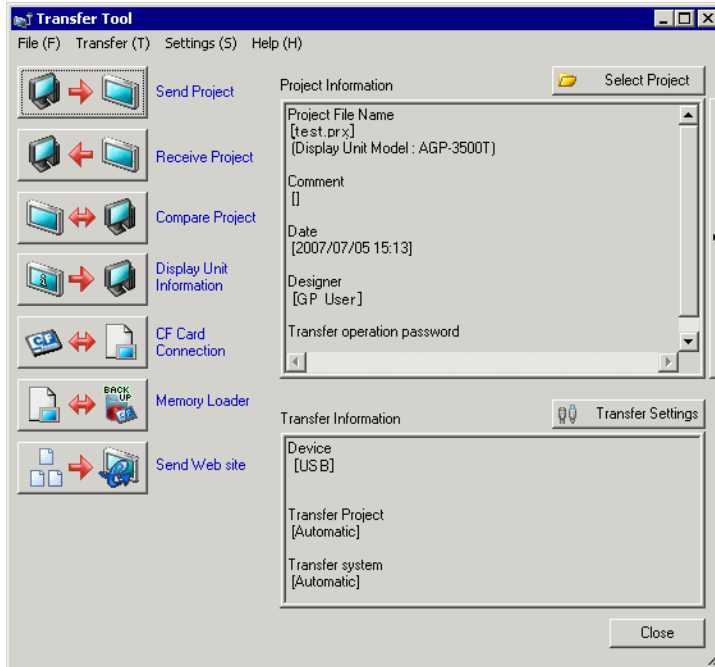 Transfer Tool
File (F) Transfer (T) Settings (S) Help (H)
Send Project
Receive Project
Compare Project
Display Unit
Information
CF
CF Card
Connection
BACK
UP
Memory Loader
Send Web site
Project Information
Select Project
Project File Name
[test.prx]
(Display Unit Model : AGP-3500T)
Comment
[]
Date
[2007/07/05 15:13]
Designer
[GP User]
Transfer operation password
Transfer Information
Transfer Settings
Device
[USB]
Transfer Project
[Automatic]
Transfer system
[Automatic]
Close